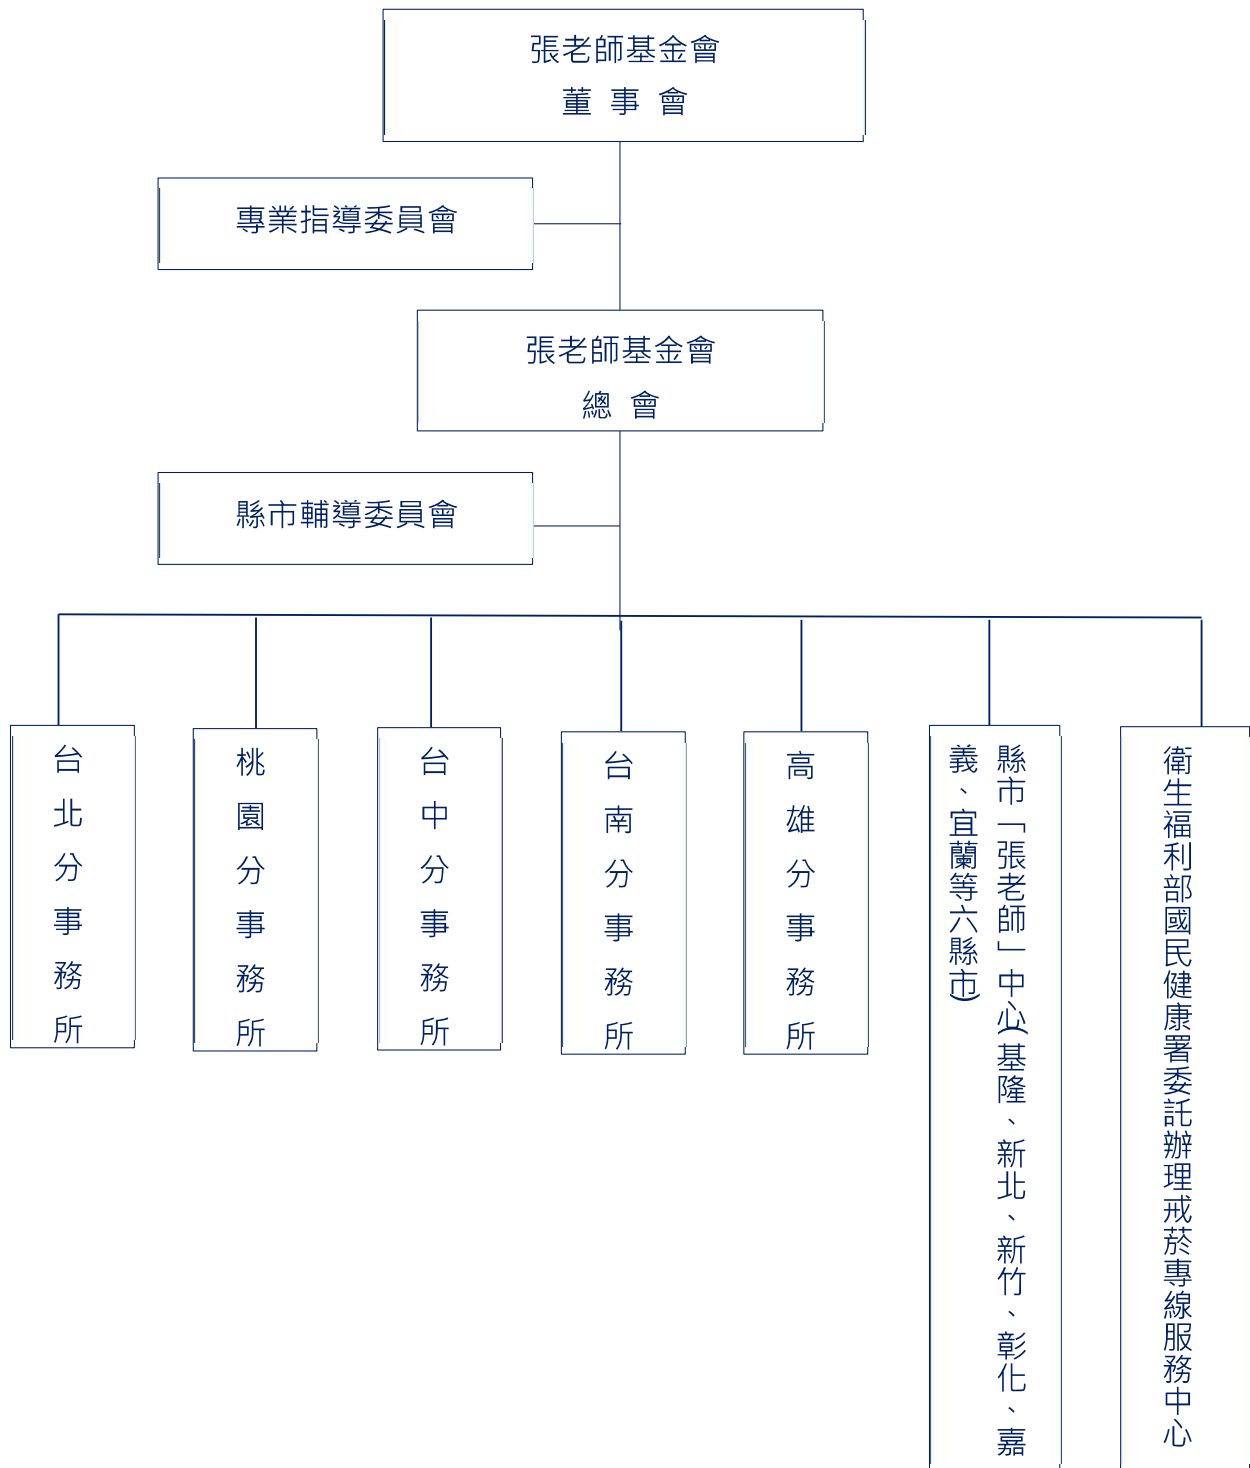 張老師基金會
董 事 會
專業指導委員會
張老師基金會
總 會
縣市輔導委員會
台北分事務所
桃園分事務所
台中分事務所
台南分事務所
高雄分事務所
縣市「張老師」中心(基隆、新北、新竹、彰化、嘉
義、宜蘭等六縣市)
衛生福利部國民健康署委託辦理戒菸專線服務中心